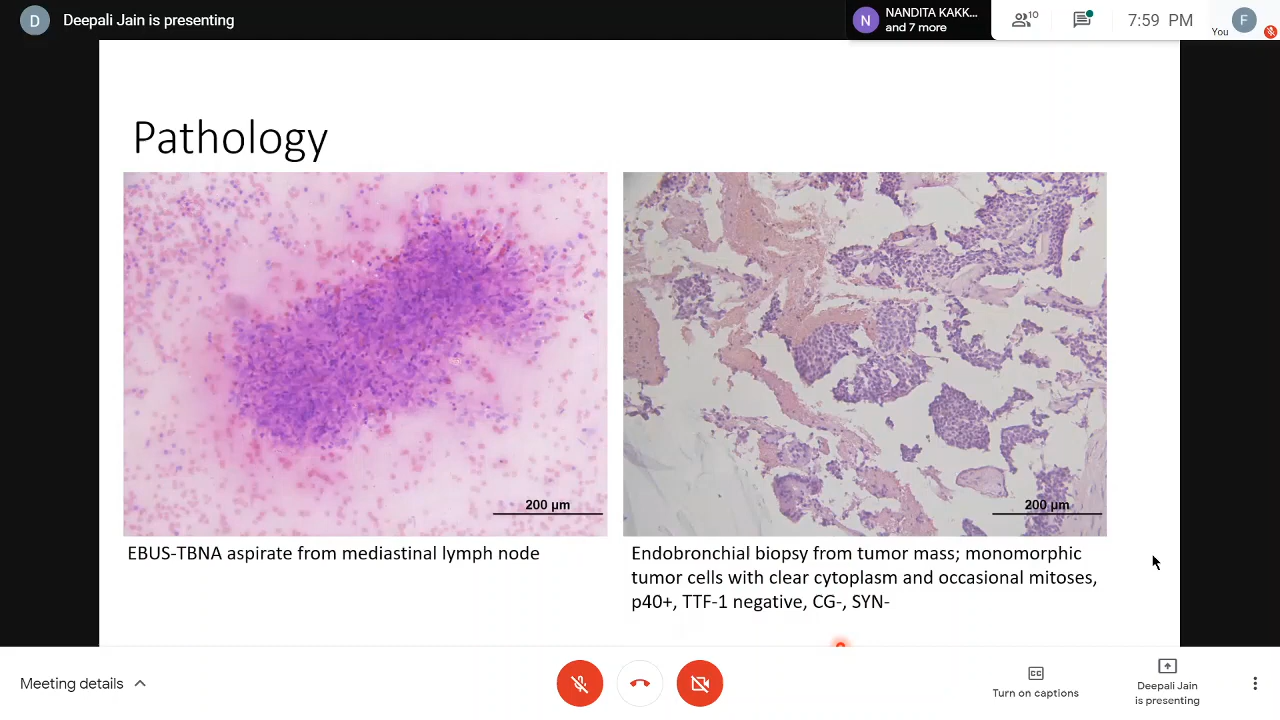 D
Deepali Jain is presenting
N
NANDITA KAKK...
and 7 more
10
7:59 PM
You
F
Pathology
200 µm
200 µm
EBUS-TBNA aspirate from mediastinal lymph node
Endobronchial biopsy from tumor mass; monomorphic
tumor cells with clear cytoplasm and occasional mitoses,
p40+, TTF-1 negative, CG-, SYN-
Meeting details
CC
Turn on captions
Deepali Jain
is presenting